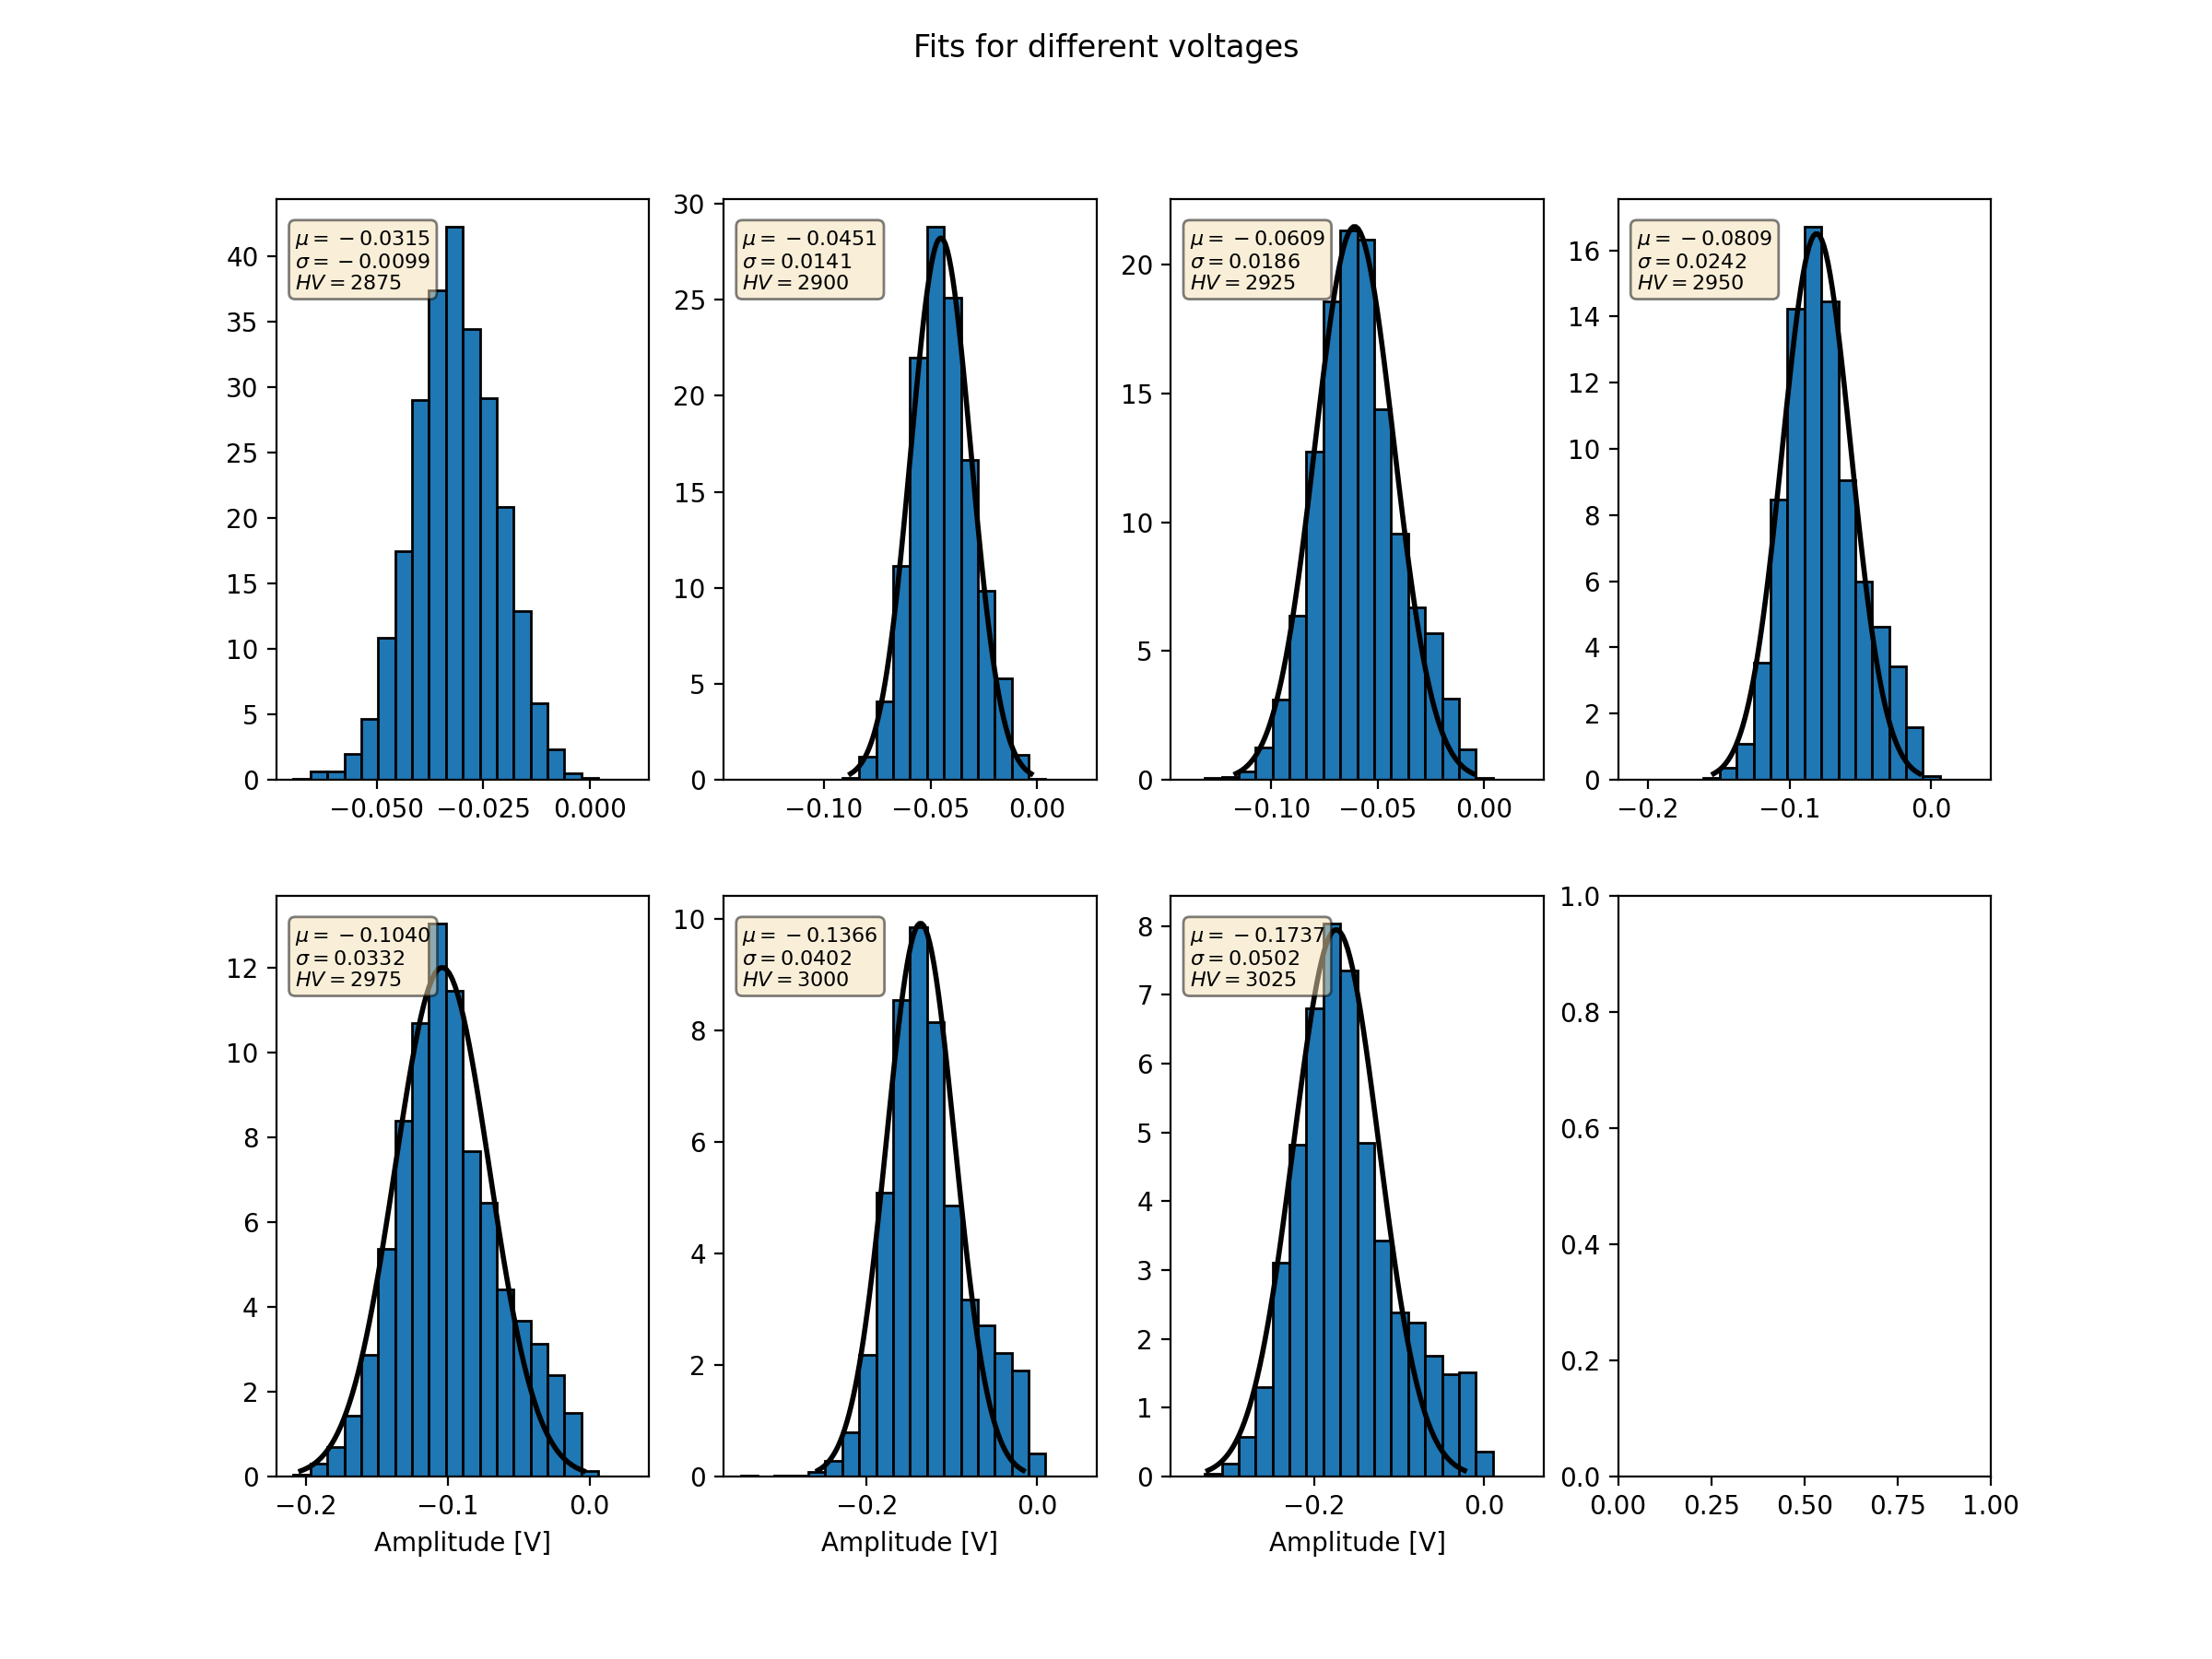 Fits for different voltages
μ = −0.0315
σ = −0.0099
HV = 2875
40
35
30
25
20
15
10
5
0
−0.050 −0.025 0.000
μ = −0.0451
σ = 0.0141
HV = 2900
30
25
20
15
10
5
0
−0.10 −0.05 0.00
μ = −0.0609
σ = 0.0186
HV = 2925
20
15
10
5
0
−0.10 −0.05 0.00
μ = −0.0809
σ = 0.0242
HV = 2950
16
14
12
10
8
6
4
2
0
−0.2 −0.1 0.0
μ = −0.1040
σ = 0.0332
HV = 2975
12
10
8
6
4
2
0
−0.2 −0.1 0.0
Amplitude [V]
μ = −0.1366
σ = 0.0402
HV = 3000
10
8
6
4
2
0
−0.2 0.0
Amplitude [V]
μ = −0.1737
σ = 0.0502
HV = 3025
8
7
6
5
4
3
2
1
0
−0.2 0.0
Amplitude [V]
1.0
0.8
0.6
0.4
0.2
0.0
0.00 0.25 0.50 0.75 1.00